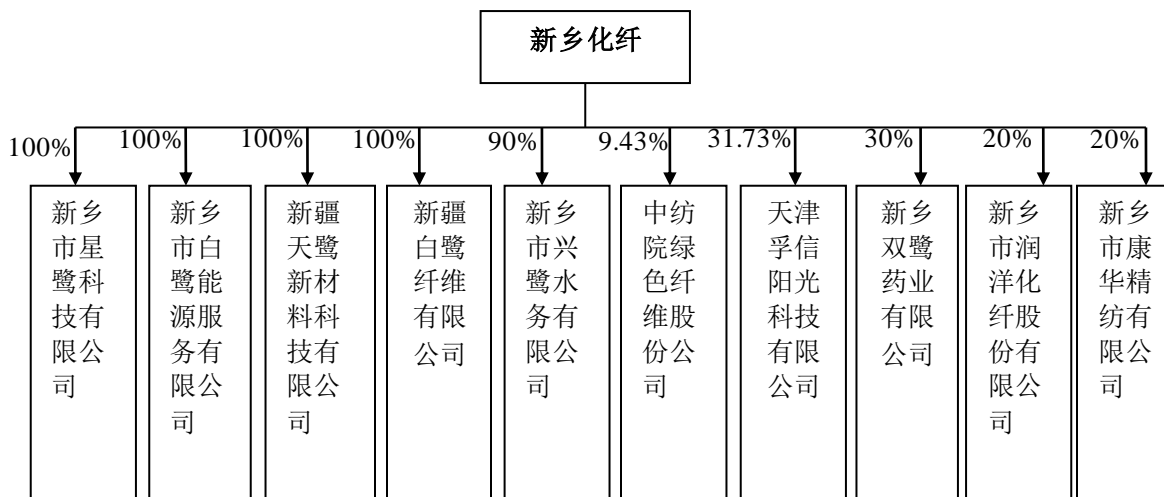 新乡化纤
100%
100%
100%
100%
90%
9.43%
31.73%
30%
20%
20%
新乡
市星
鹭科
技有
限公
司
新乡
市白
鹭能
源服
务有
限公
司
新疆
天鹭
新材
料科
技有
限公
司
新疆
白鹭
纤维
有限
公司
新乡
市兴
鹭水
务有
限公
司
中纺
院绿
色纤
维股
份公
司
天津
孚信
阳光
科技
有限
公司
新乡
双鹭
药业
有限
公司
新乡
市润
洋化
纤股
份有
限公
司
新乡
市康
华精
纺有
限公
司